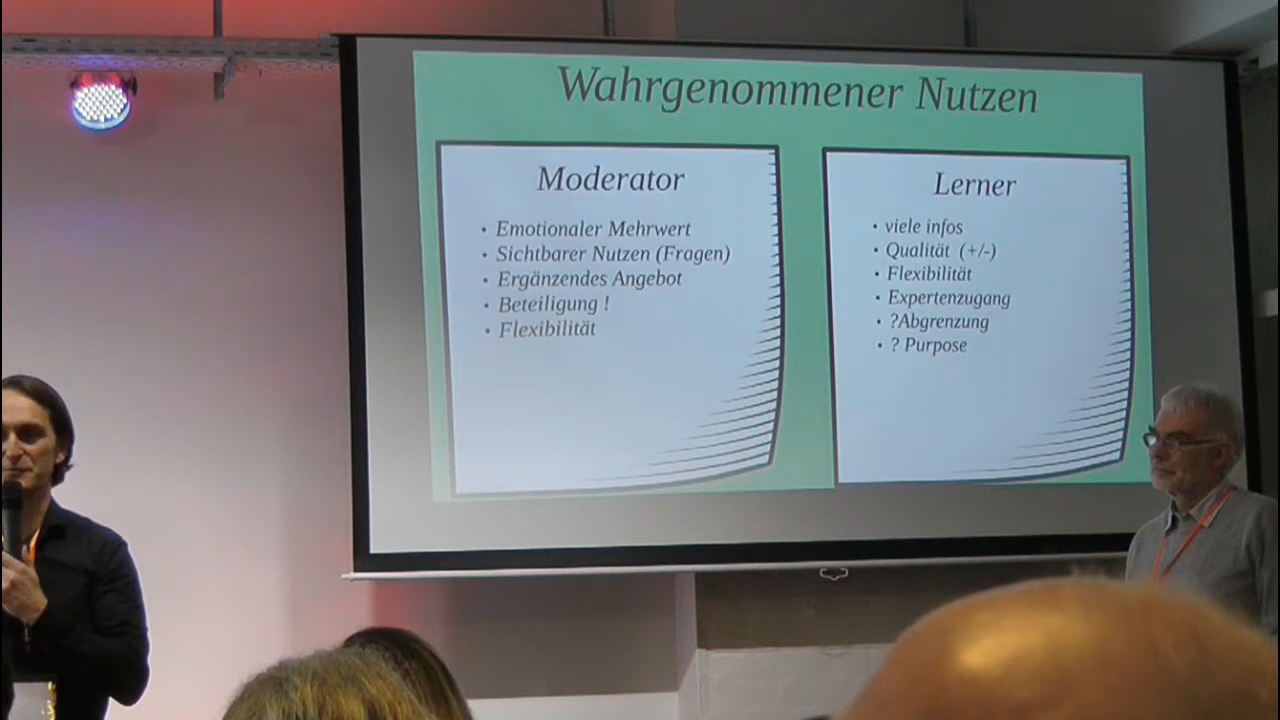 Wahrgenommener Nutzen
Moderator
• Emotionaler Mehrwert
• Sichtbarer Nutzen (Fragen)
• Ergänzendes Angebot
• Beteiligung !
• Flexibilität
Lerner
• viele infos
• Qualität (+/-)
• Flexibilität
• Expertenzugang
• ?Abgrenzung
• ? Purpose